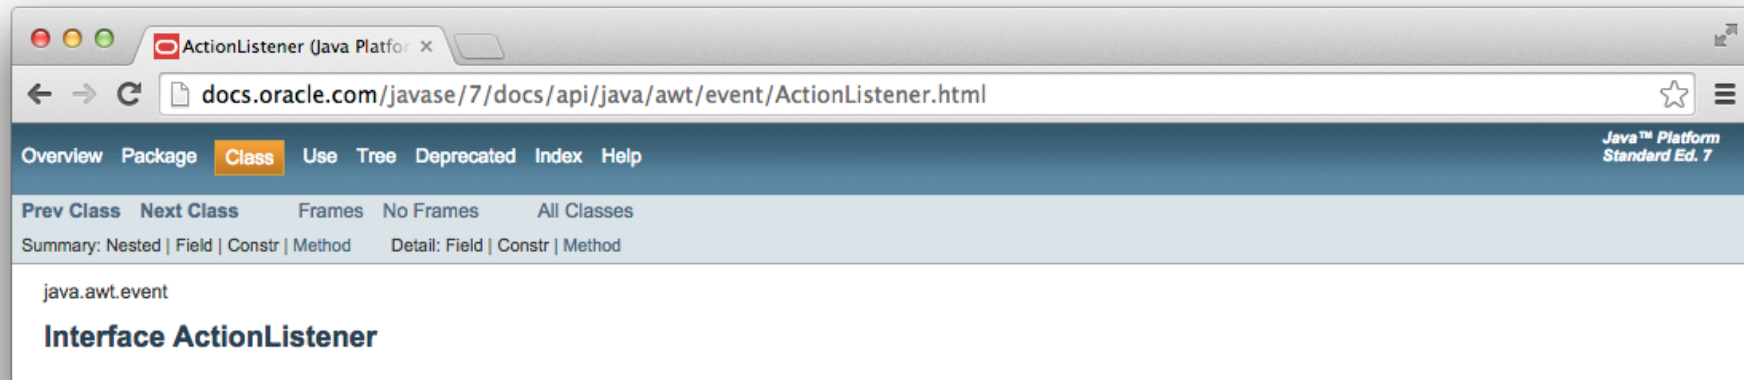 ActionListener (Java Platfor
docs.oracle.com/javase/7/docs/api/java/awt/event/ActionListener.html
Overview Package Class Use Tree Deprecated Index Help
Java™ Platform
Standard Ed. 7
Prev Class Next Class Frames No Frames All Classes
Summary: Nested | Field | Constr | Method Detail: Field | Constr | Method
java.awt.event
Interface ActionListener